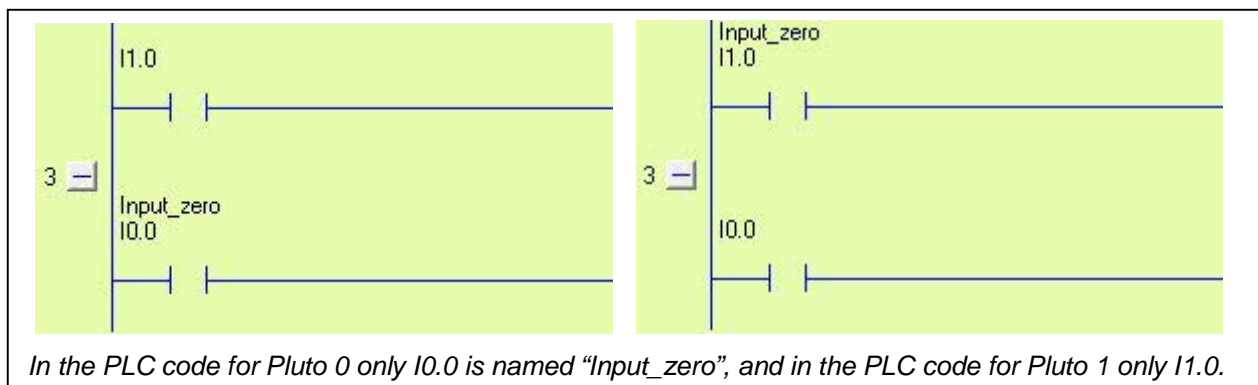 I1.0
3
Input_zero
I0.0
Input_zero
I1.0
3
I0.0
In the PLC code for Pluto 0 only I0.0 is named “Input_zero”, and in the PLC code for Pluto 1 only I1.0.